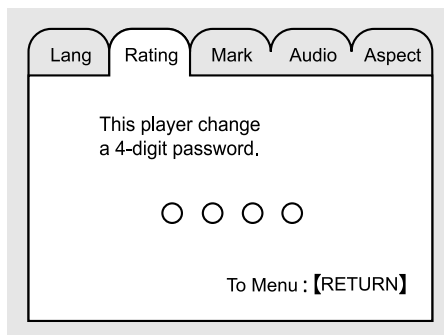 Lang Rating Mark Audio Aspect
This player change
a 4-digit password.
To Menu : 【RETURN】